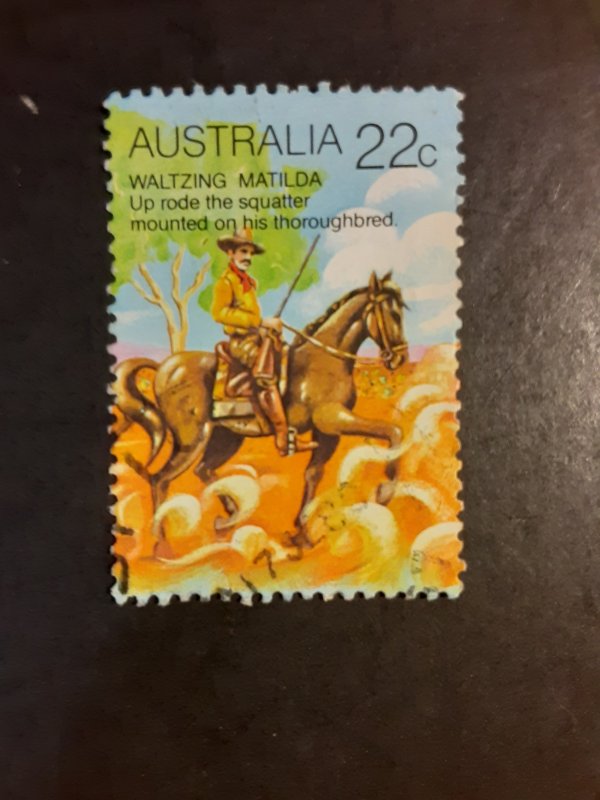 AUSTRALIA 22c
WALTZING MATILDA
Up rode the squatter
mounted on his thoroughbred.